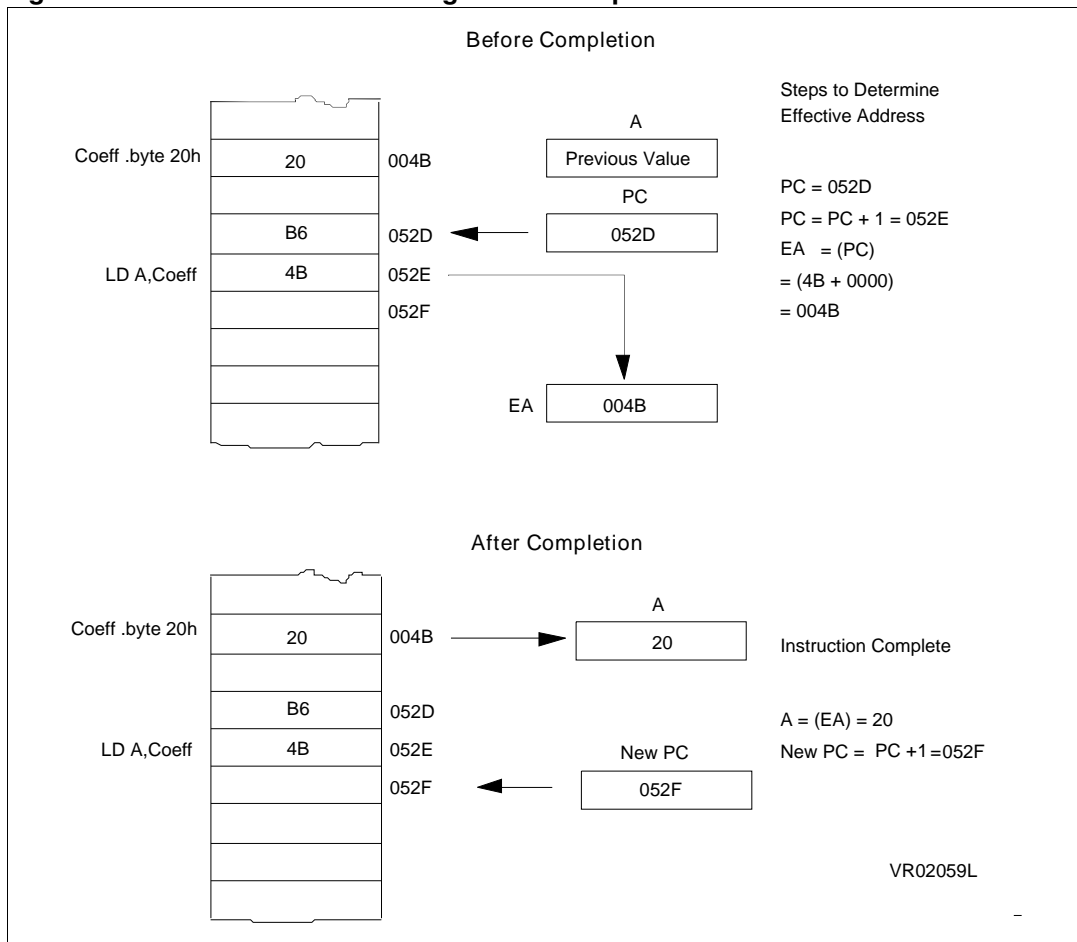 Before Completion
Steps to Determine
Effective Address
A
Coeff .byte 20h
20
004B
Previous Value
PC
PC = 052D
B6
052D
052D
PC = PC + 1 = 052E
LD A,Coeff
4B
052E
EA = (PC)
= (4B + 0000)
052F
= 004B
EA
004B
After Completion
A
Coeff .byte 20h
20
004B
20
Instruction Complete
B6
052D
A = (EA) = 20
LD A,Coeff
4B
052E
New PC
New PC = PC +1=052F
052F
052F
VR02059L